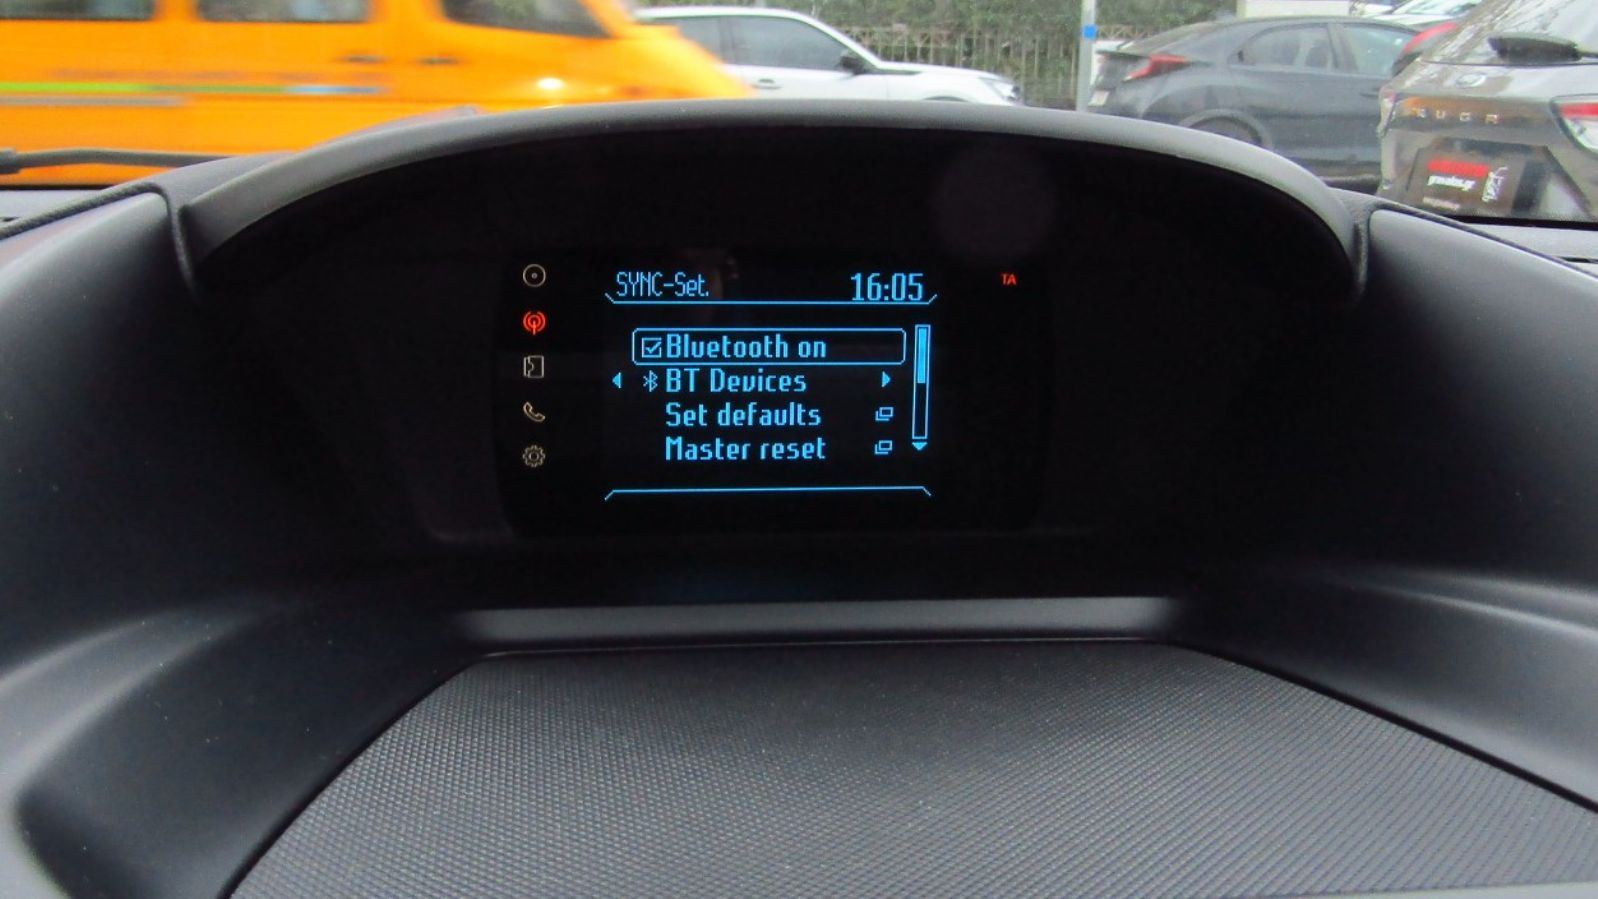 SYNC-Set. 16:05
TA
Bluetooth on
BT Devices
Set defaults
Master reset